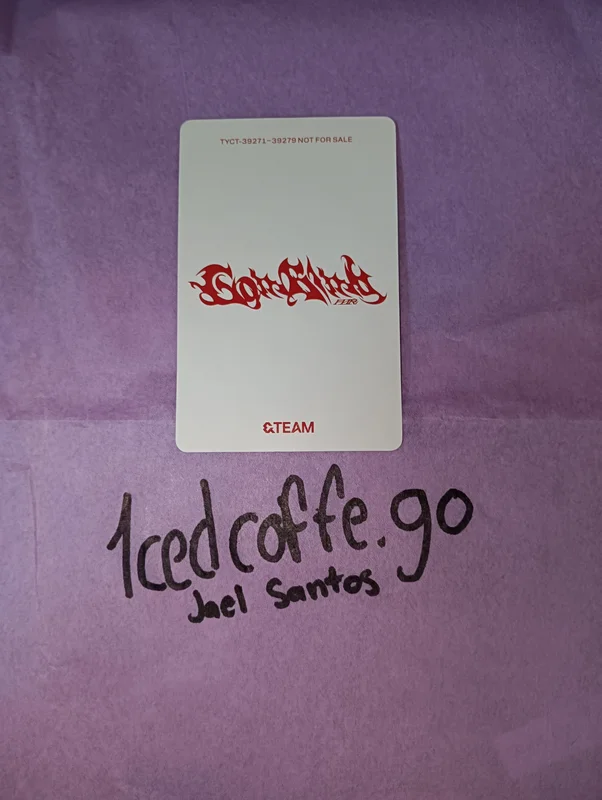 TYCT-39271~39279 NOT FOR SALE
Go in Blind
&TEAM
1cedcoffe.go
Jael Santos